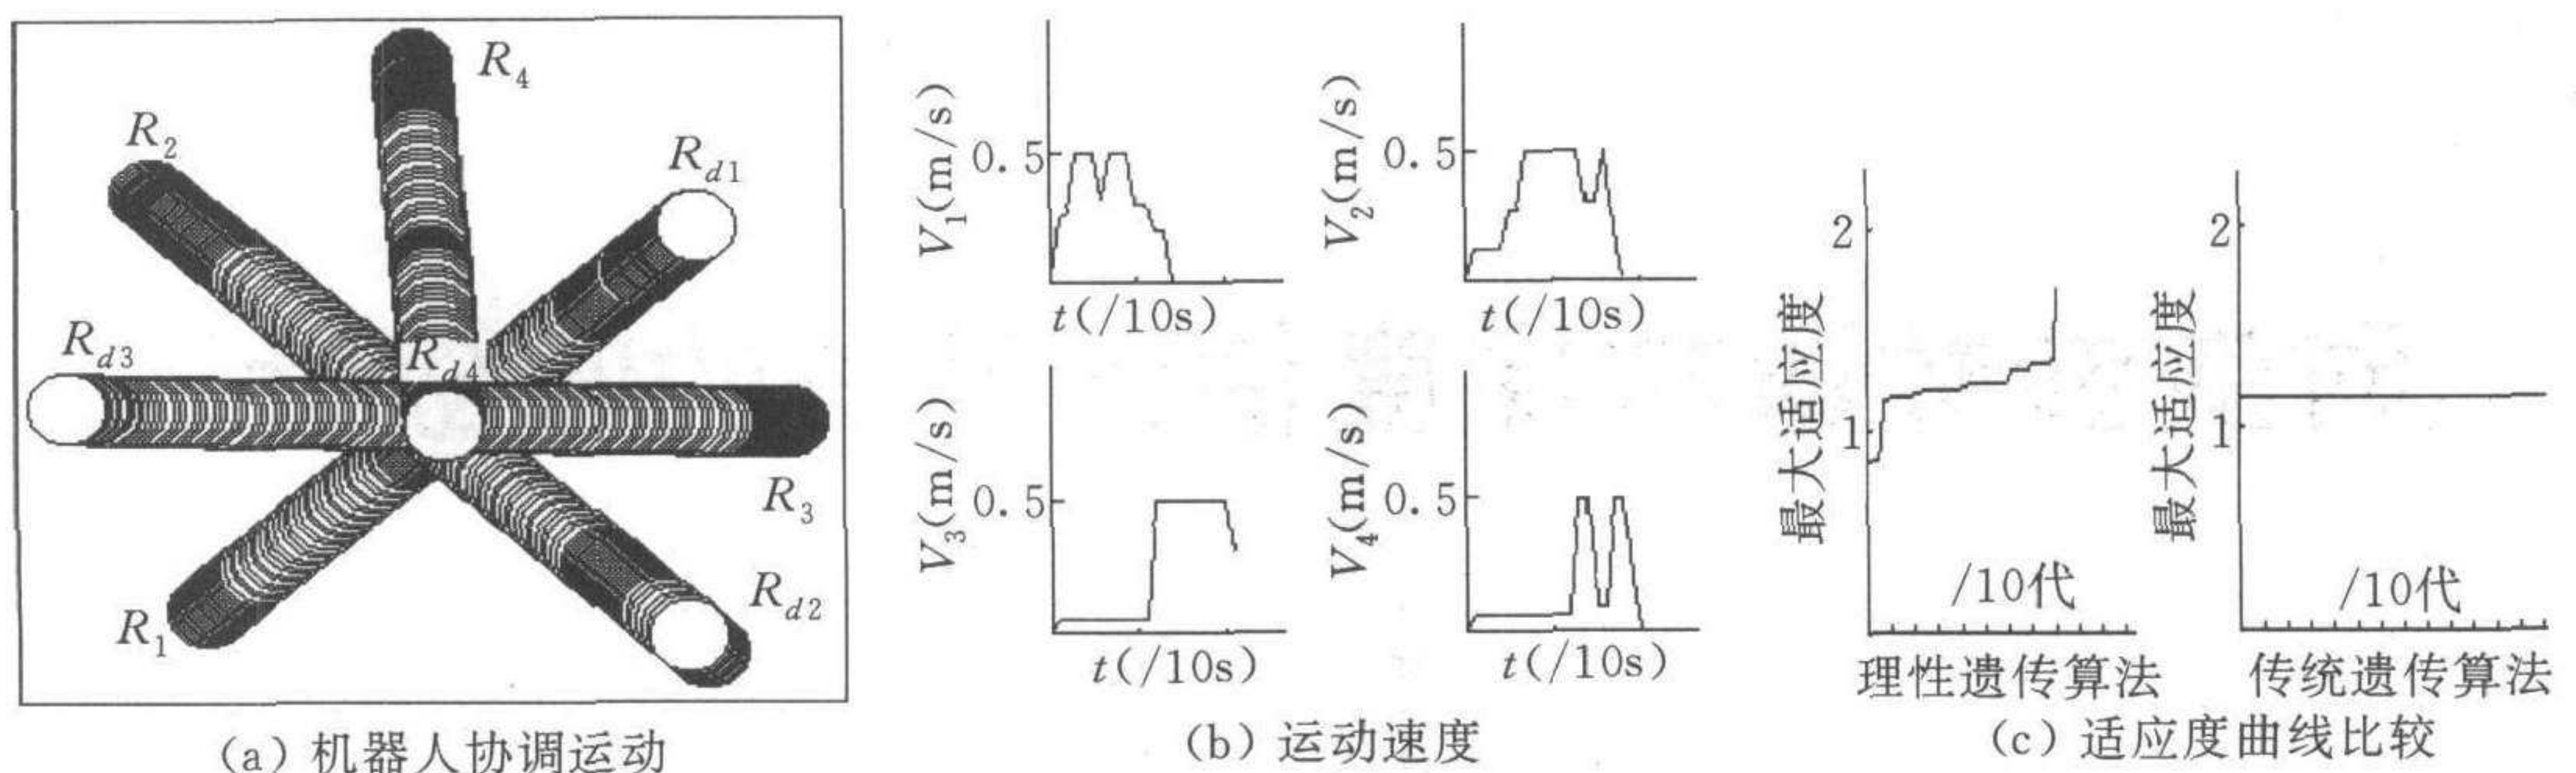 R4
R2
Rd1
Rd3
Rd4
R3
Rd2
R1
(a) 机器人协调运动
V1(m/s)
0.5
t(/10s)
V2(m/s)
0.5
t(/10s)
V3(m/s)
0.5
t(/10s)
V4(m/s)
0.5
t(/10s)
(b) 运动速度
最大适应度
2
1
/10代
理性遗传算法
最大适应度
2
1
/10代
传统遗传算法
(c) 适应度曲线比较